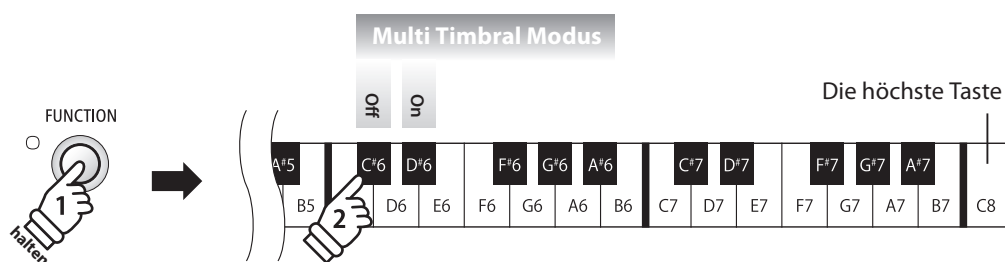 Multi Timbral Modus
Off On
Die höchste Taste
FUNCTION
1
halten
A#5 C#6 D#6 F#6 G#6 A#6 C#7 D#7 F#7 G#7 A#7
B5 D6 E6 F6 G6 A6 B6 C7 D7 E7 F7 G7 A7 B7 C8
2